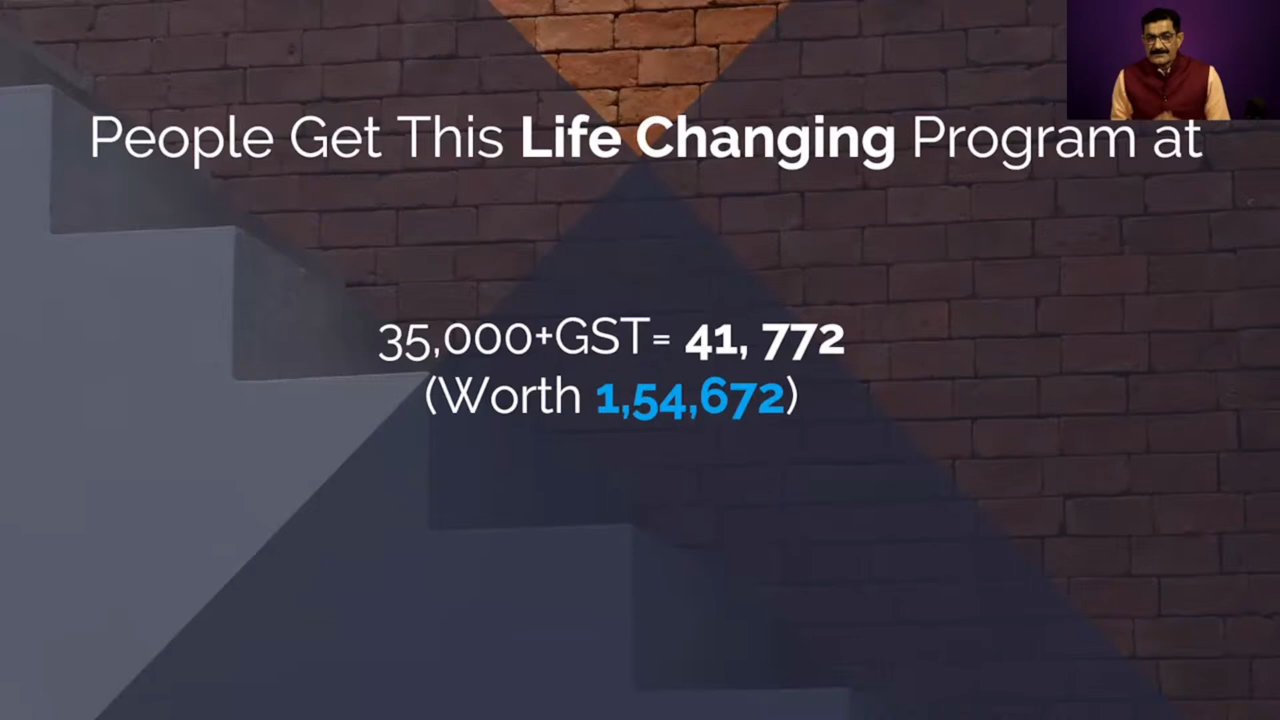 People Get This Life Changing Program at
35,000+GST= 41, 772
(Worth 1,54,672)